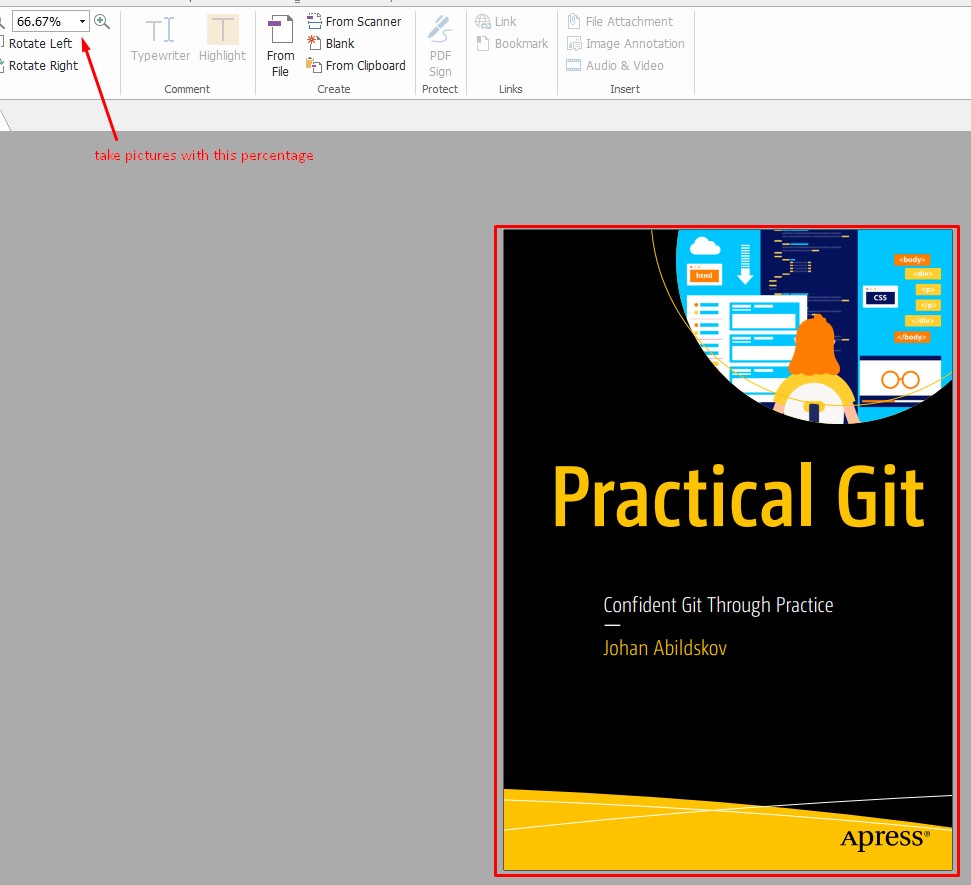 66.67%
Rotate Left
Rotate Right
Typewriter
Highlight
Comment
From
File
From Scanner
Blank
From Clipboard
Create
PDF
Sign
Protect
Link
Bookmark
Links
File Attachment
Image Annotation
Audio & Video
Insert
take pictures with this percentage
html
CSS
<body>
<div>
<p>
</p>
</div>
</body>
Practical Git
Confident Git Through Practice
Johan Abildskov
Apress®